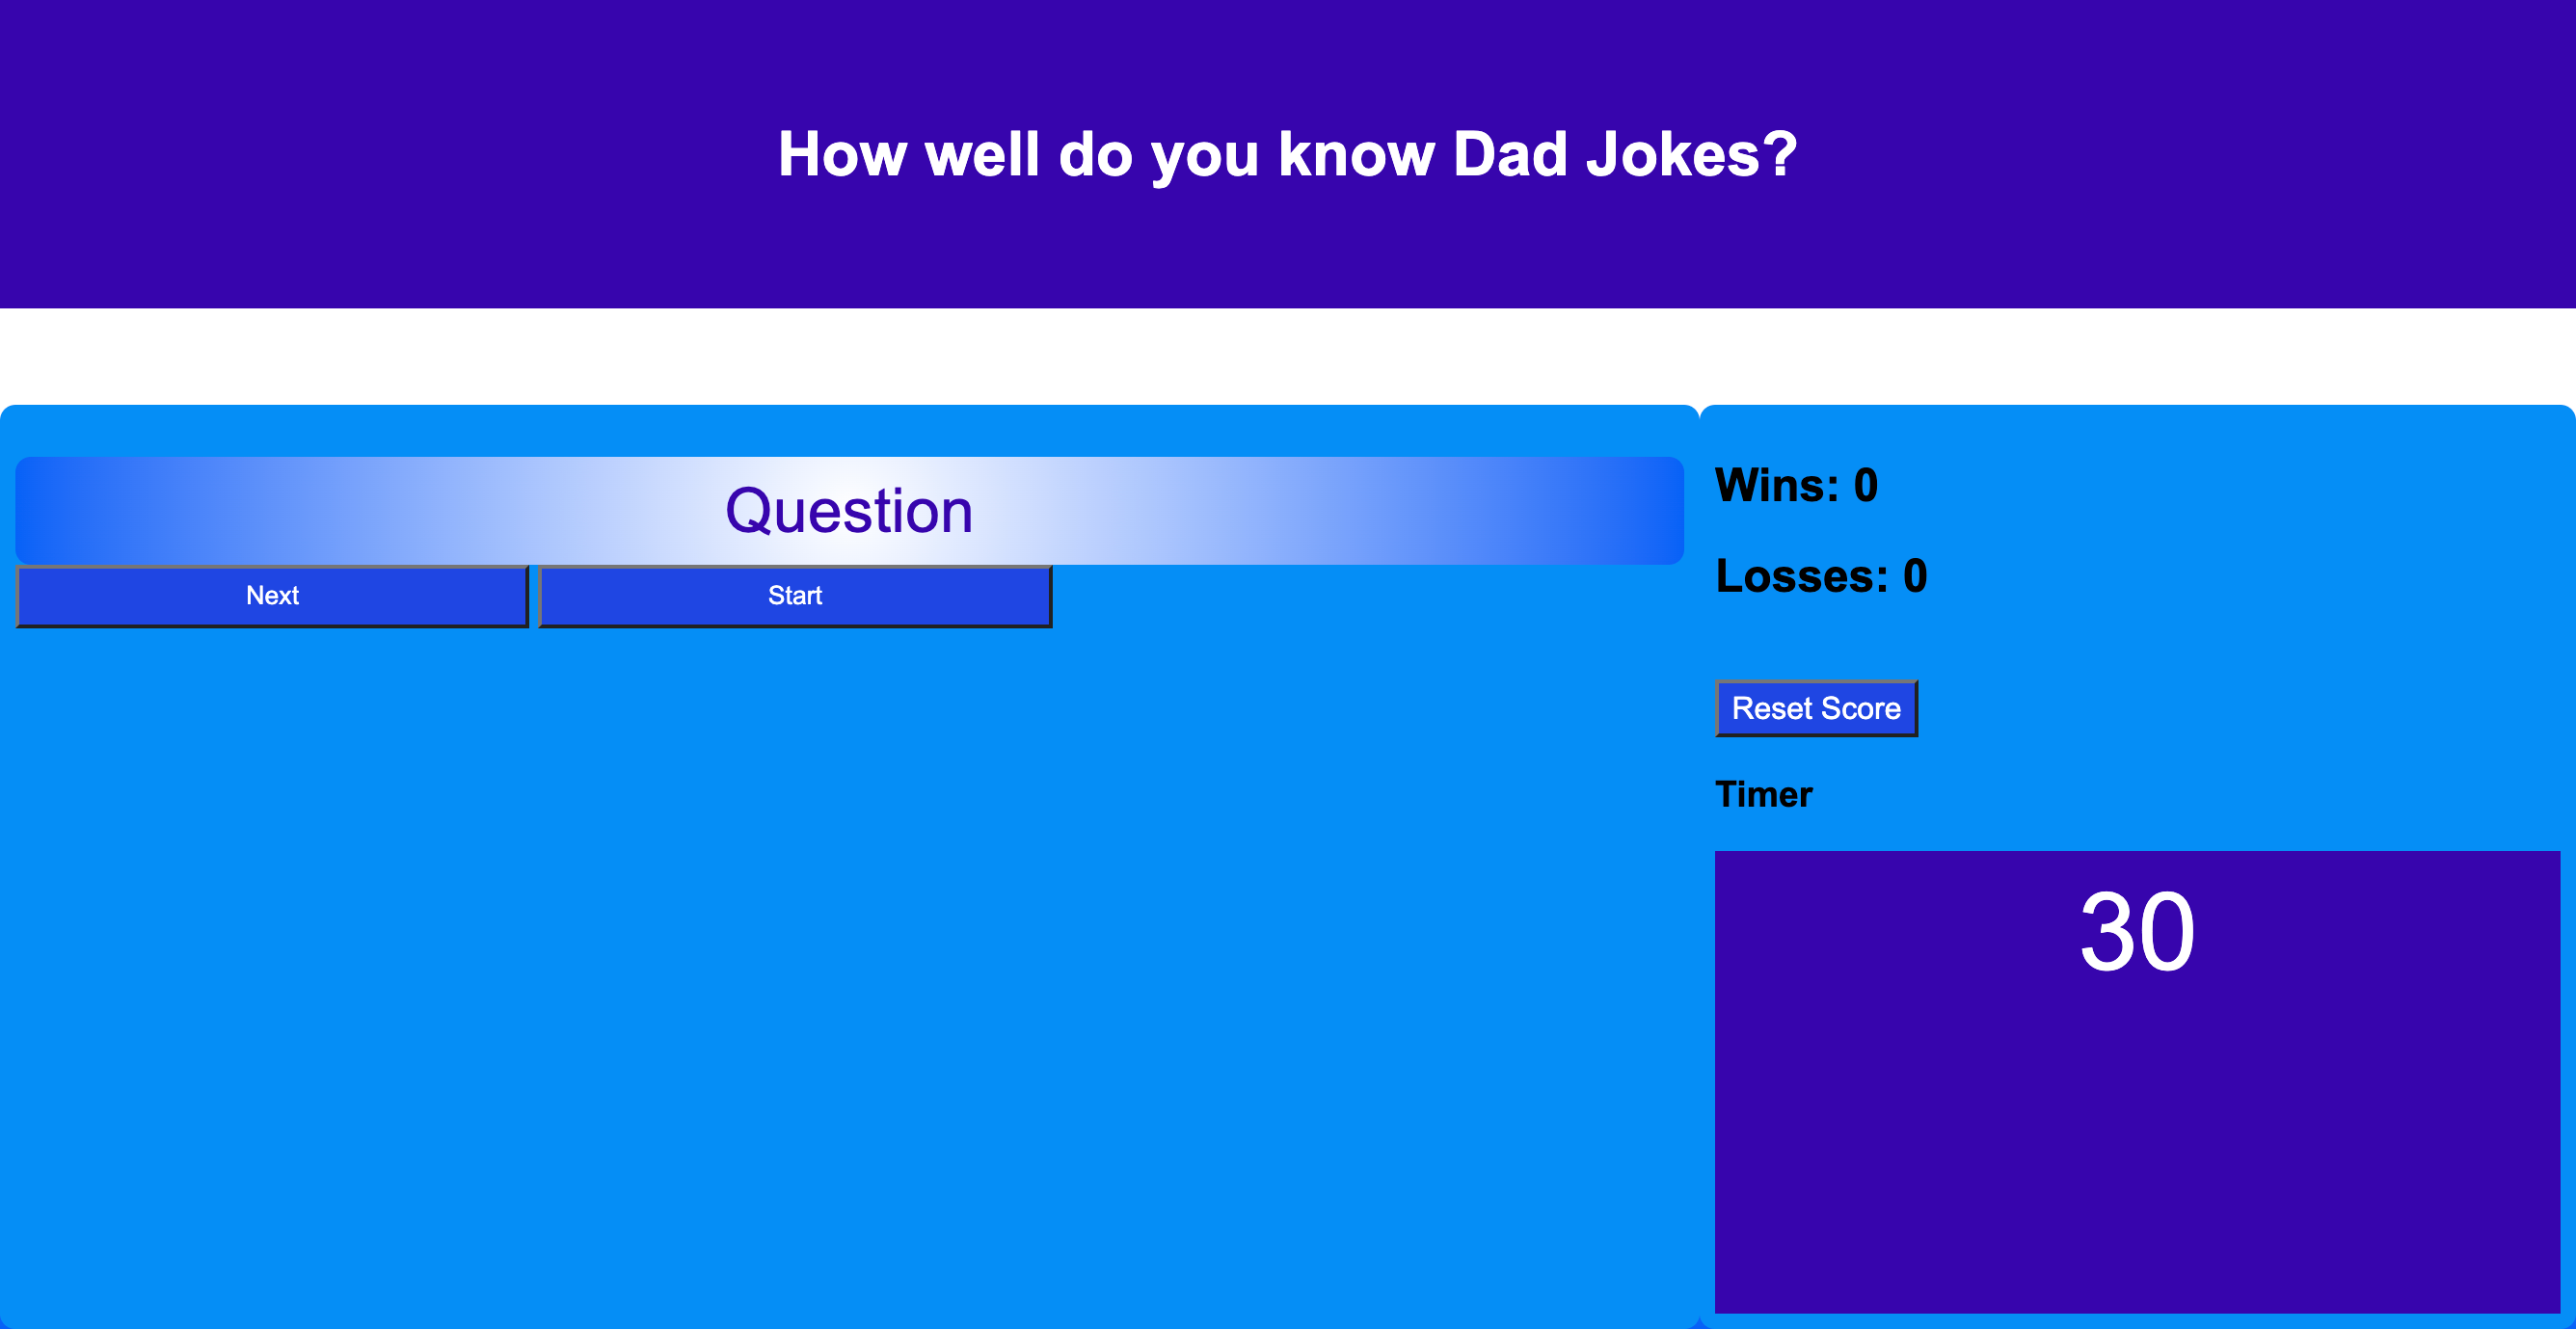 How well do you know Dad Jokes?
Question
Next
Start
Wins: 0
Losses: 0
Reset Score
Timer
30